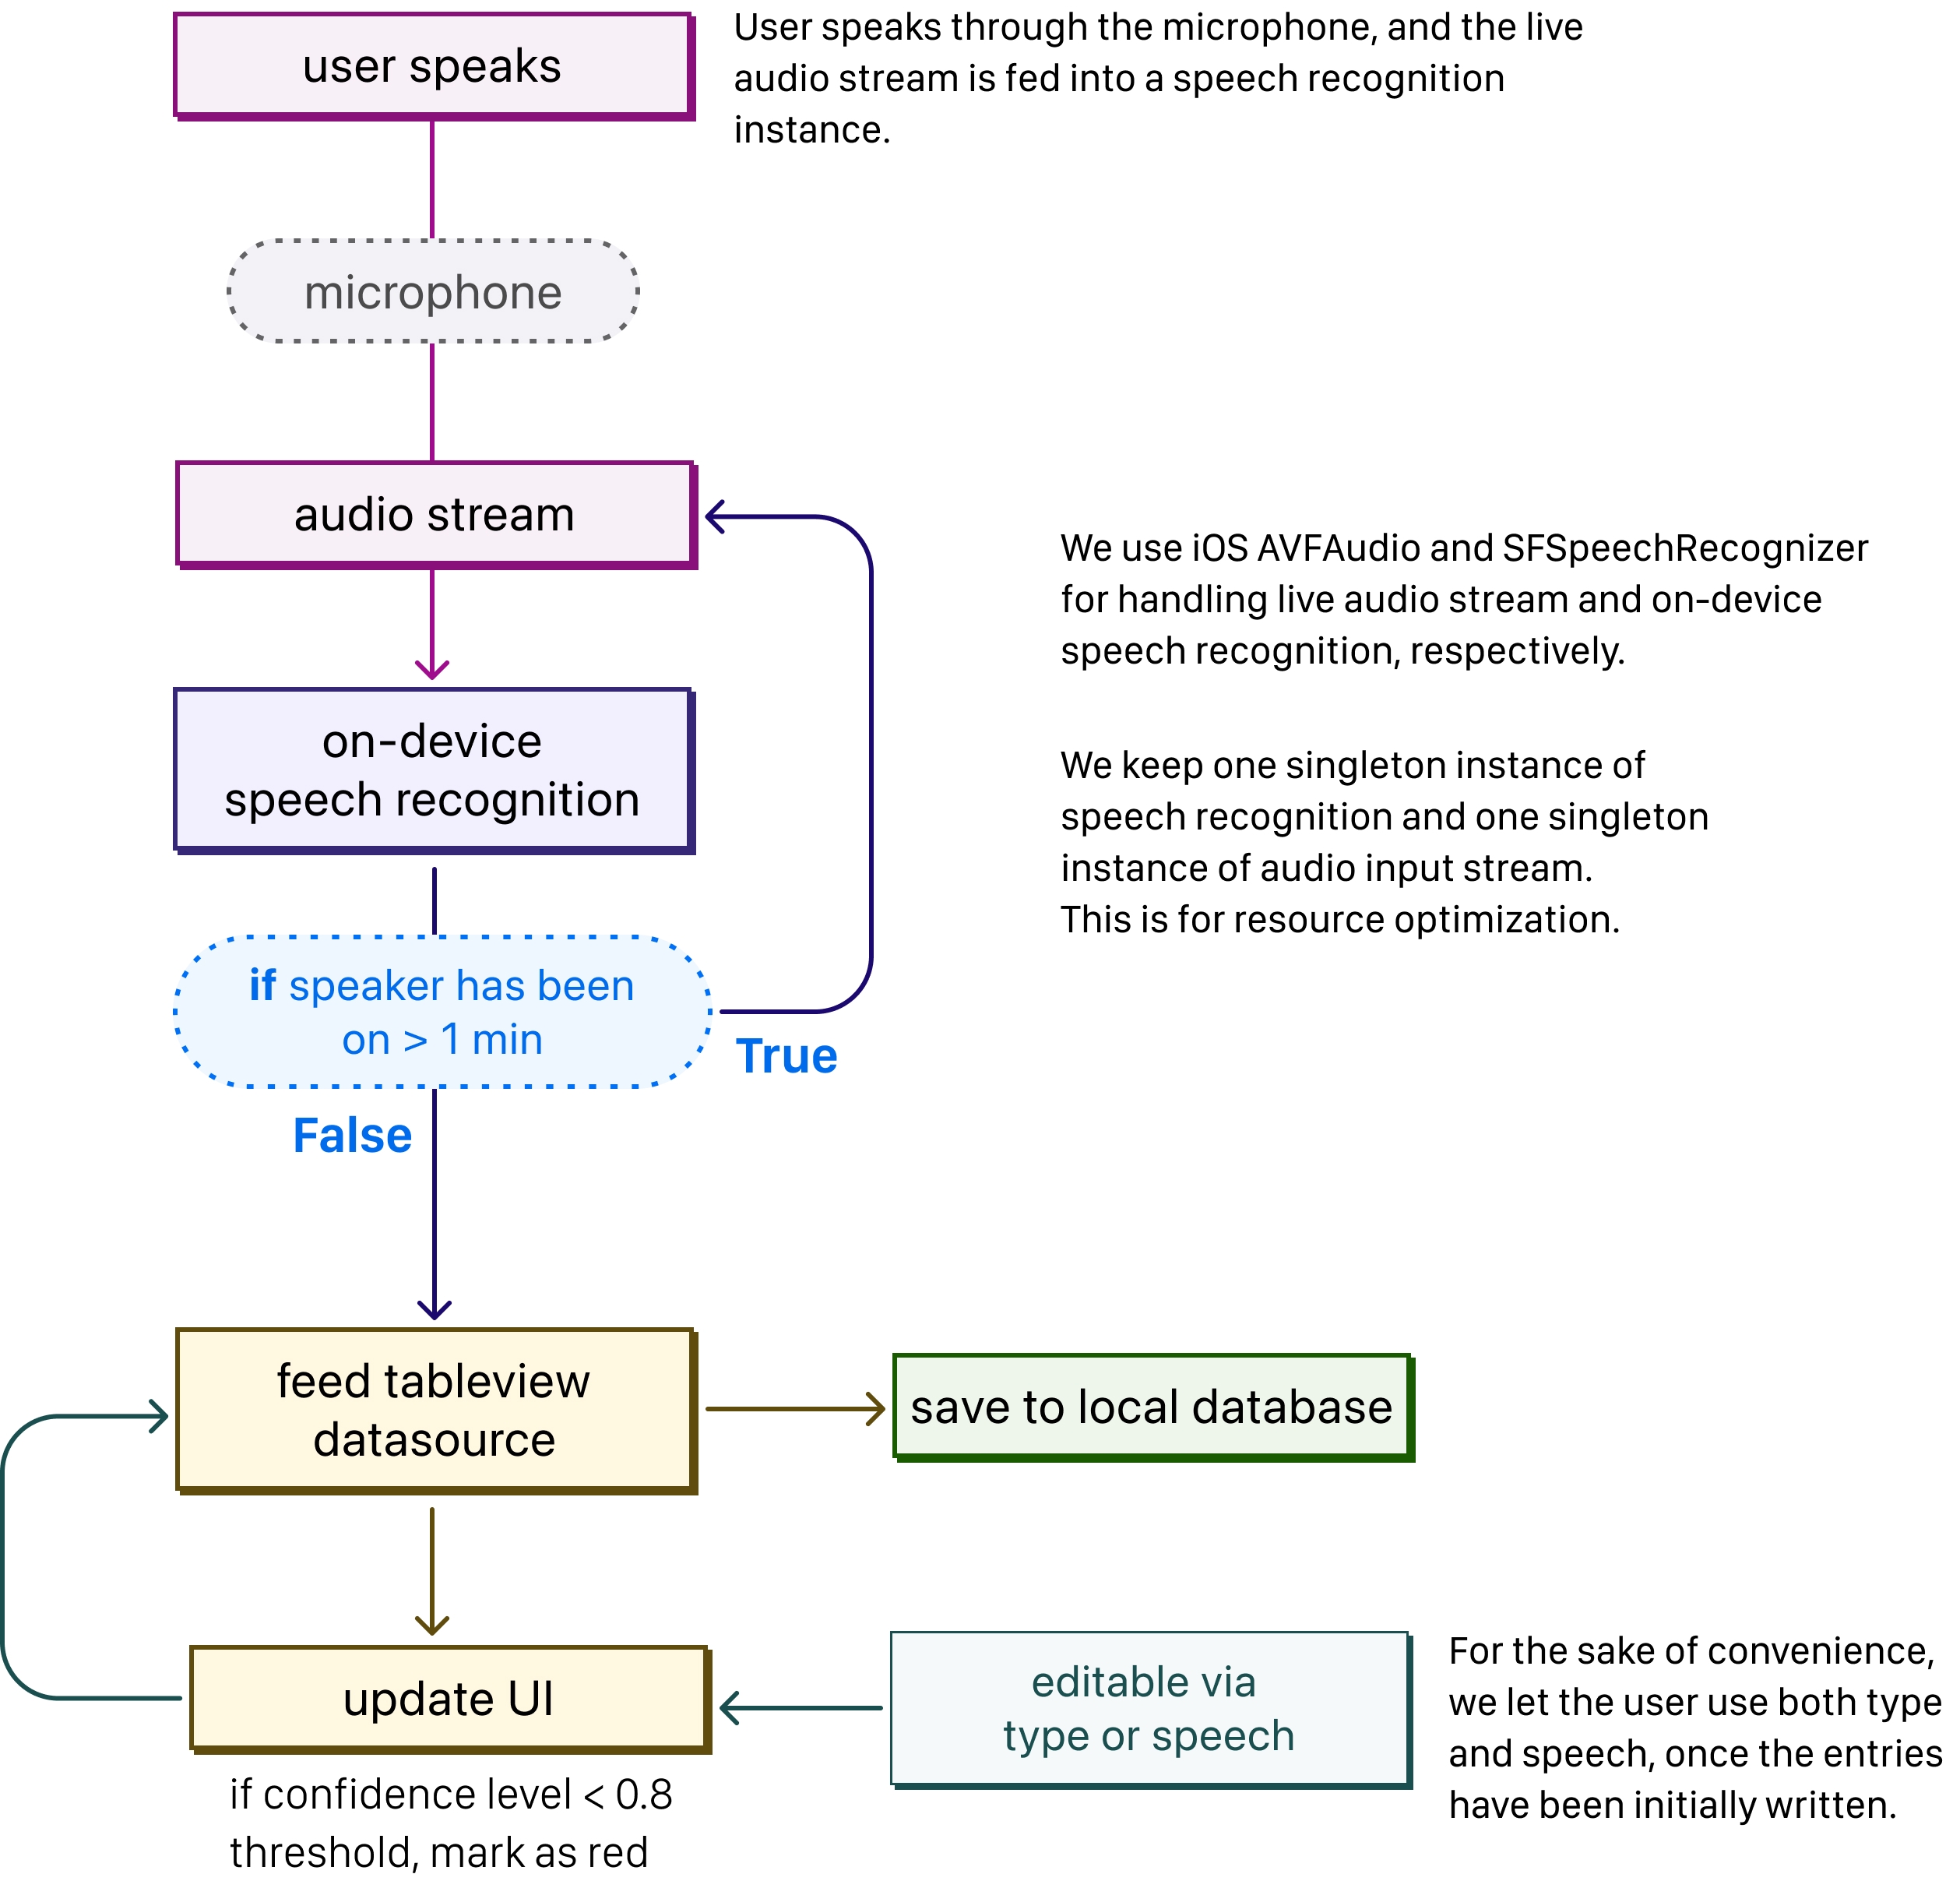 user speaks
User speaks through the microphone, and the live
audio stream is fed into a speech recognition
instance.
microphone
audio stream
We use iOS AVFAudio and SFSpeechRecognizer
for handling live audio stream and on-device
speech recognition, respectively.
on-device
speech recognition
We keep one singleton instance of
speech recognition and one singleton
instance of audio input stream.
This is for resource optimization.
if speaker has been
on > 1 min
True
False
feed tableview
datasource
save to local database
update UI
if confidence level < 0.8
threshold, mark as red
editable via
type or speech
For the sake of convenience,
we let the user use both type
and speech, once the entries
have been initially written.